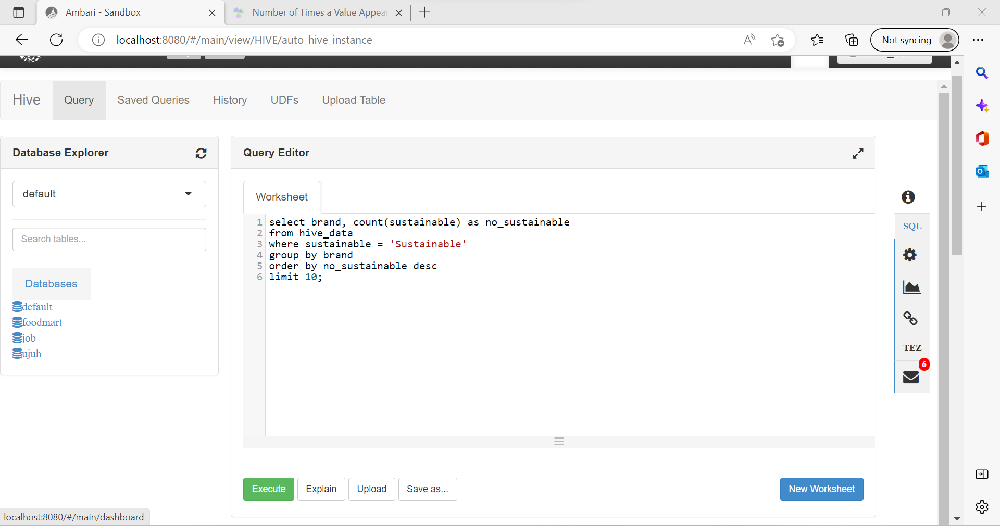 Ambari - Sandbox
Number of Times a Value Appear
localhost:8080/#/main/view/HIVE/auto_hive_instance
Not syncing
Hive
Query
Saved Queries
History
UDFs
Upload Table
Database Explorer
default
Search tables...
Databases
default
foodmart
job
ujuh
Query Editor
Worksheet
1 select brand, count(sustainable) as no_sustainable
2 from hive_data
3 where sustainable = 'Sustainable'
4 group by brand
5 order by no_sustainable desc
6 limit 10;
SQL
TEZ
6
Execute
Explain
Upload
Save as...
New Worksheet
localhost:8080/#/main/dashboard